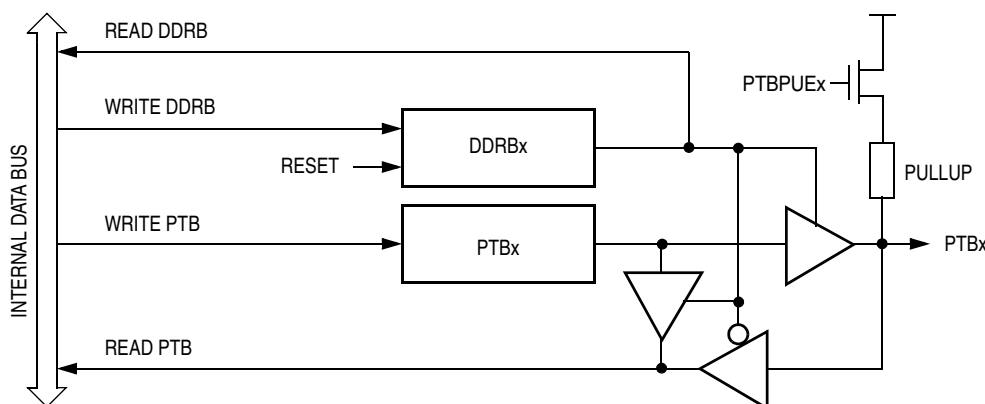 READ DDRB
WRITE DDRB
PTBPUEx
RESET
DDRBx
PULLUP
INTERNAL DATA BUS
WRITE PTB
PTBx
PTBx
READ PTB